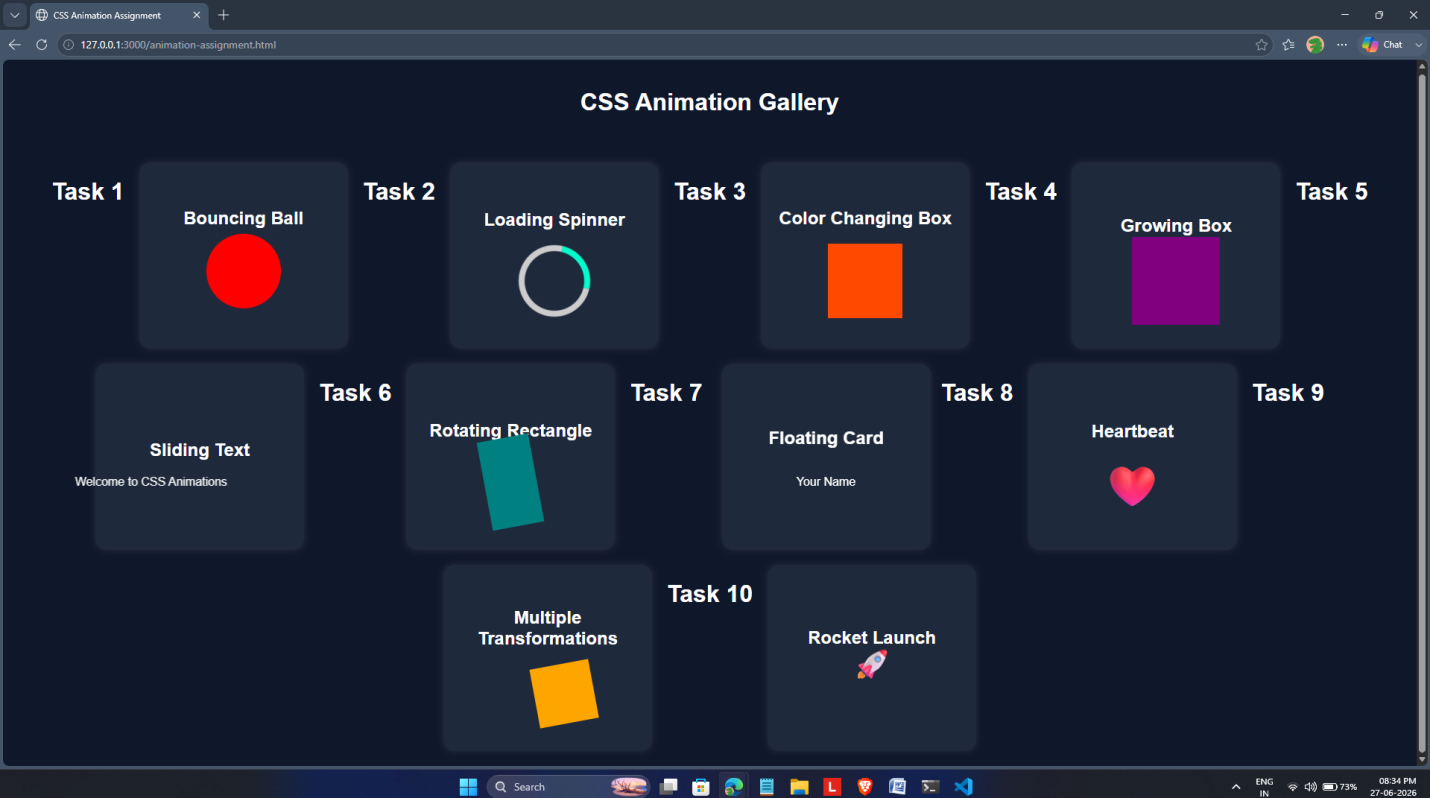 CSS Animation Assignment
127.0.0.1:3000/animation-assignment.html
Chat
CSS Animation Gallery
Task 1
Bouncing Ball
Task 2
Loading Spinner
Task 3
Color Changing Box
Task 4
Growing Box
Task 5
Sliding Text
Welcome to CSS Animations
Task 6
Rotating Rectangle
Task 7
Floating Card
Your Name
Task 8
Heartbeat
Task 9
Multiple
Transformations
Task 10
Rocket Launch
Search
L
ENG
IN
73%
08:34 PM
27-06-2026